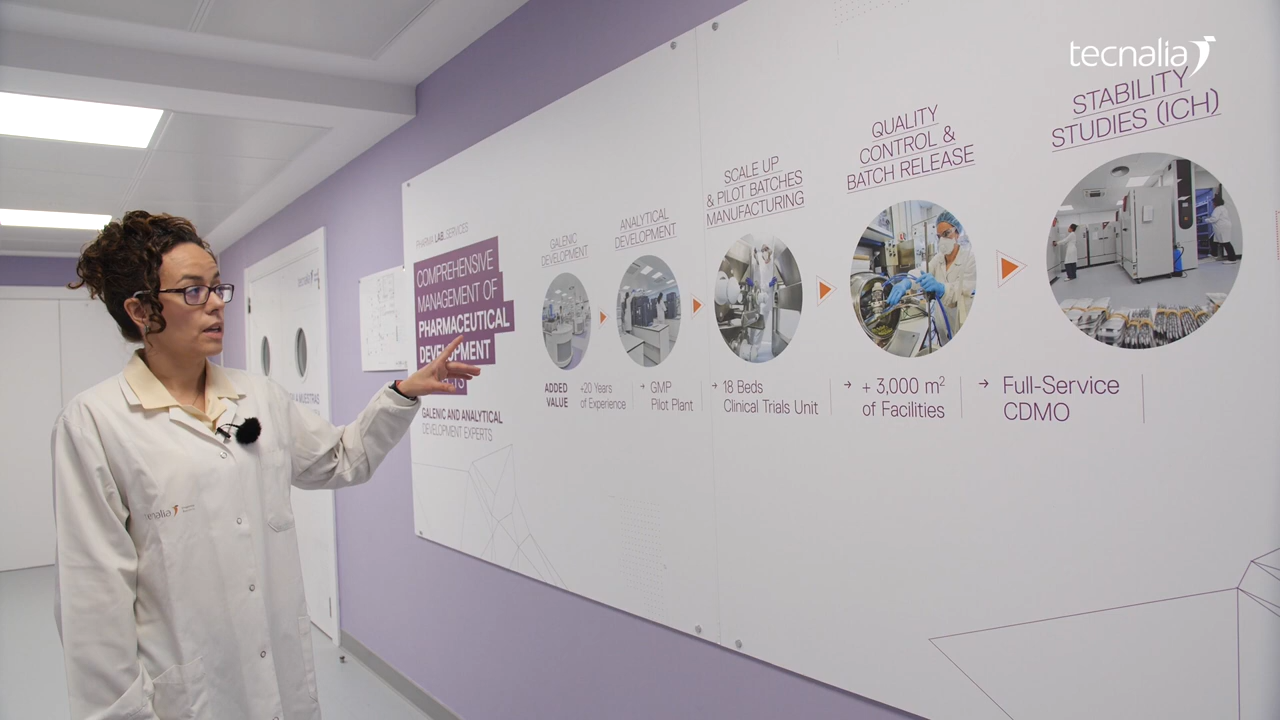 tecnalia
PHARMA LAB_SERVICES
COMPREHENSIVE
MANAGEMENT OF
PHARMACEUTICAL
DEVELOPMENT
GALENIC AND ANALYTICAL
DEVELOPMENT EXPERTS
GALENIC
DEVELOPMENT
ANALYTICAL
DEVELOPMENT
SCALE UP
& PILOT BATCHES
MANUFACTURING
QUALITY
CONTROL &
BATCH RELEASE
STABILITY
STUDIES (ICH)
ADDED
VALUE
+20 Years
of Experience
→ GMP
Pilot Plant
→ 18 Beds
Clinical Trials Unit
→ + 3,000 m²
of Facilities
→ Full-Service
CDMO
tecnalia
tecnalia